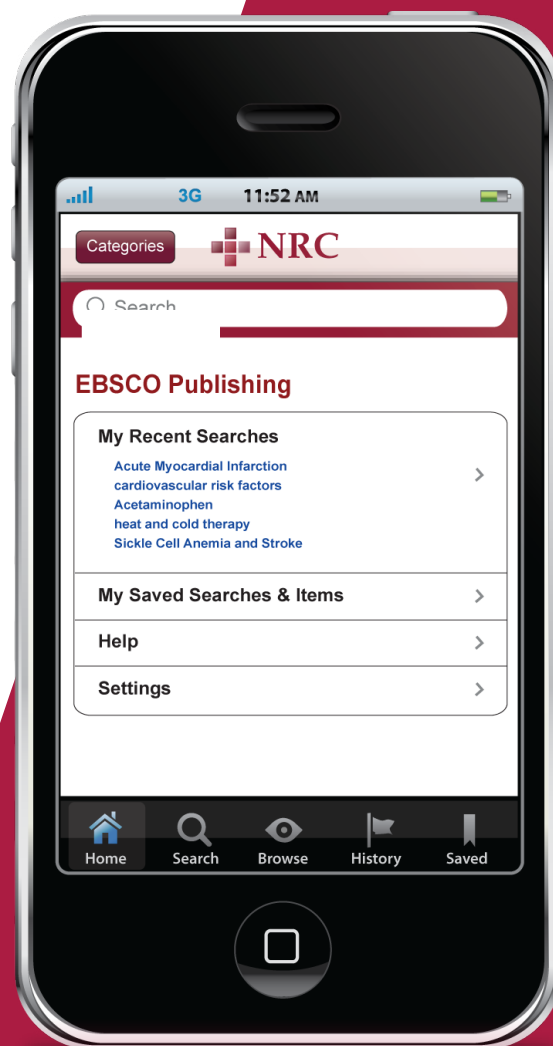 3G 11:52 AM
Categories NRC
Search
EBSCO Publishing
My Recent Searches
Acute Myocardial Infarction
cardiovascular risk factors
Acetaminophen
heat and cold therapy
Sickle Cell Anemia and Stroke
My Saved Searches & Items
Help
Settings
Home Search Browse History Saved